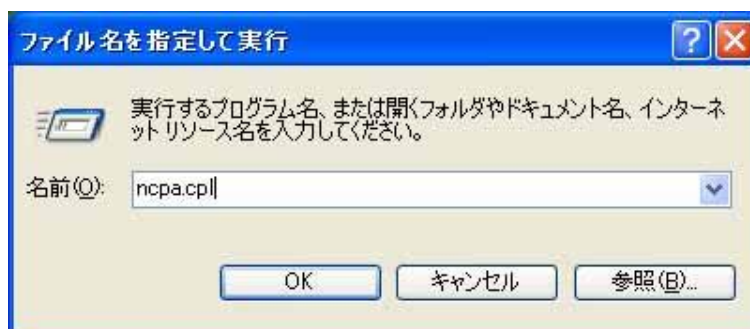 ファイル名を指定して実行
実行するプログラム名、または開くフォルダやドキュメント名、インターネ
ット リソース名を入力してください。
名前(O):
ncpa.cpl
OK
キャンセル
参照(B)...